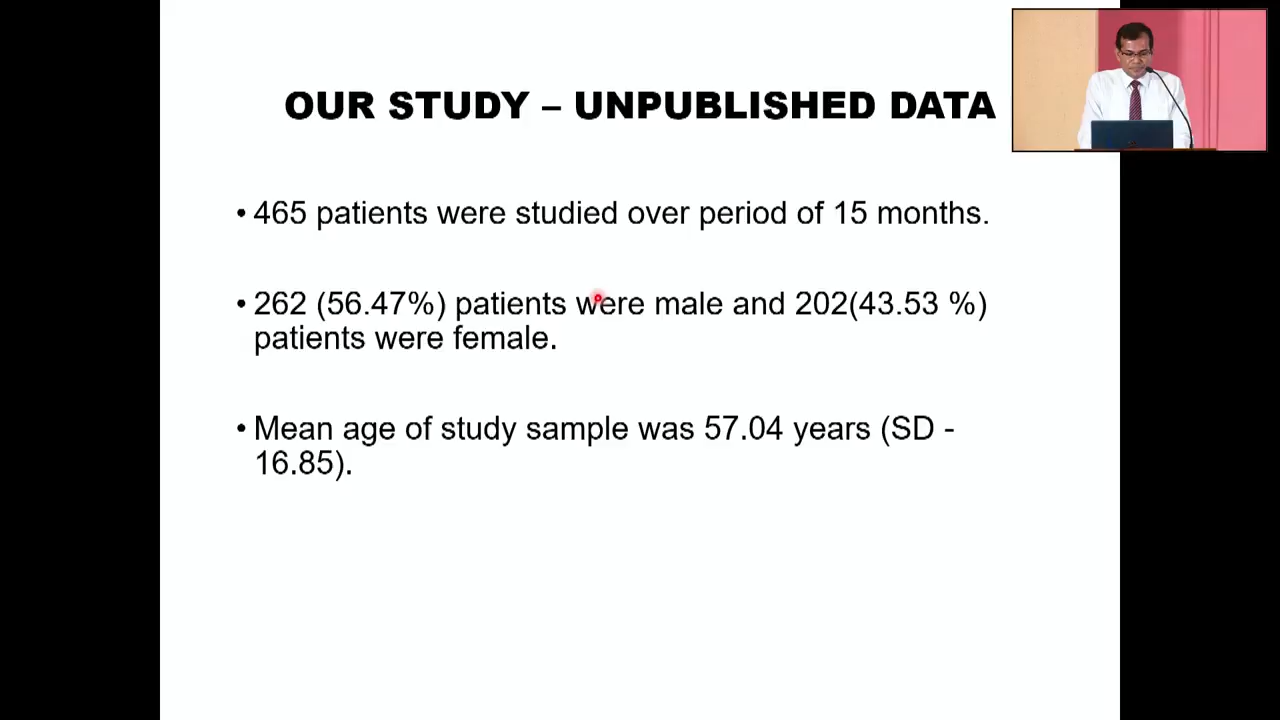 OUR STUDY – UNPUBLISHED DATA
• 465 patients were studied over period of 15 months.
• 262 (56.47%) patients were male and 202(43.53 %)
patients were female.
• Mean age of study sample was 57.04 years (SD -
16.85).